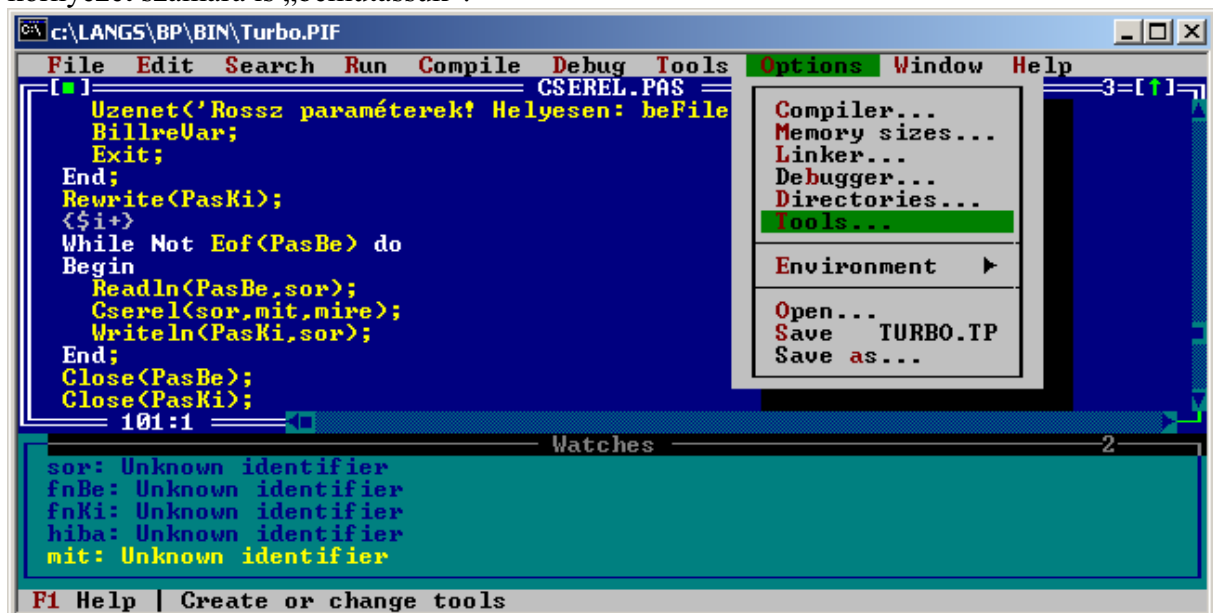 környezet számára is „bemutassuk”.
c:\LANGS\BP\BIN\Turbo.PIF
File Edit Search Run Compile Debug Tools Options Window Help
CSEREL.PAS 3=[↑]
Uzenet('Rossz paraméterek! Helyesen: beFile
BillreVar;
Exit;
End;
Rewrite(PasKi);
{$i+}
While Not Eof(PasBe) do
Begin
Readln(PasBe,sor);
Cserel(sor,mit,mire);
Writeln(PasKi,sor);
End;
Close(PasBe);
Close(PasKi);
101:1
Compiler...
Memory sizes...
Linker...
Debugger...
Directories...
Tools...
Environment
Open...
Save TURBO.TP
Save as...
Watches 2
sor: Unknown identifier
fnBe: Unknown identifier
fnKi: Unknown identifier
hiba: Unknown identifier
mit: Unknown identifier
F1 Help | Create or change tools